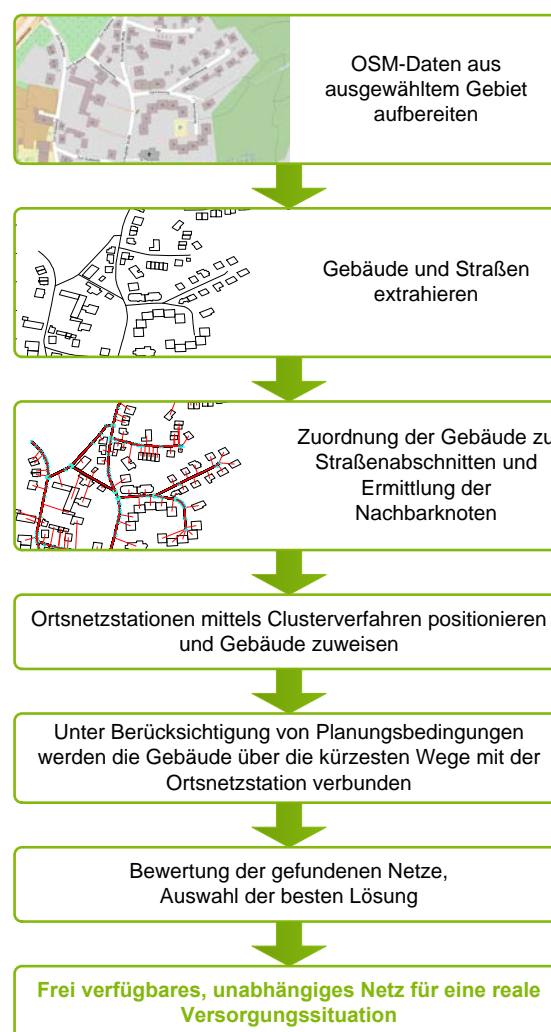 OSM-Daten aus
ausgewähltem Gebiet
aufbereiten
Gebäude und Straßen
extrahieren
Zuordnung der Gebäude zu
Straßenabschnitten und
Ermittlung der
Nachbarknoten
Ortsnetzstationen mittels Clusterverfahren positionieren
und Gebäude zuweisen
Unter Berücksichtigung von Planungsbedingungen
werden die Gebäude über die kürzesten Wege mit der
Ortsnetzstation verbunden
Bewertung der gefundenen Netze,
Auswahl der besten Lösung
Frei verfügbares, unabhängiges Netz für eine reale
Versorgungssituation